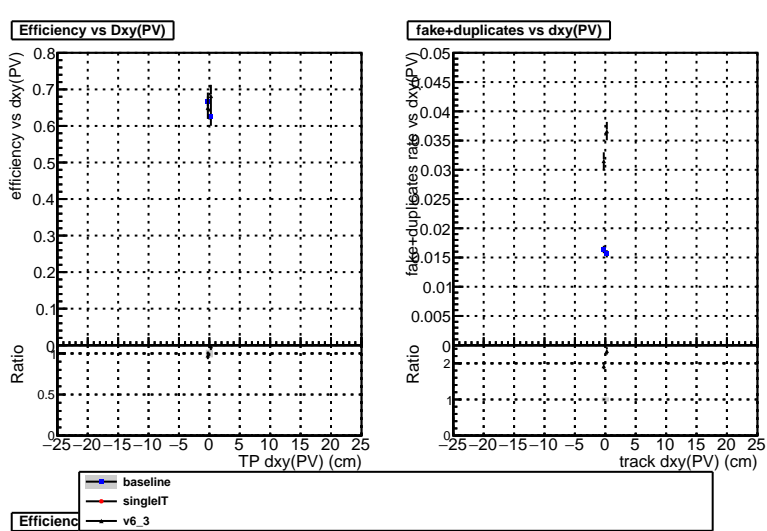 Efficiency vs Dxy(PV)
efficiency vs dxy(PV)
0.8
0.7
0.6
0.5
0.4
0.3
0.2
0.1
0
Ratio
1
0.5
0
−25 −20 −15 −10 −5 0 5 10 15 20 25
TP dxy(PV) (cm)
fake+duplicates vs dxy(PV)
fake+duplicates rate vs dxy(PV)
0.05
0.045
0.04
0.035
0.03
0.025
0.02
0.015
0.01
0.005
0
Ratio
2
1
0
−25 −20 −15 −10 −5 0 5 10 15 20 25
track dxy(PV) (cm)
baseline
singleIT
v6_3
Efficienc